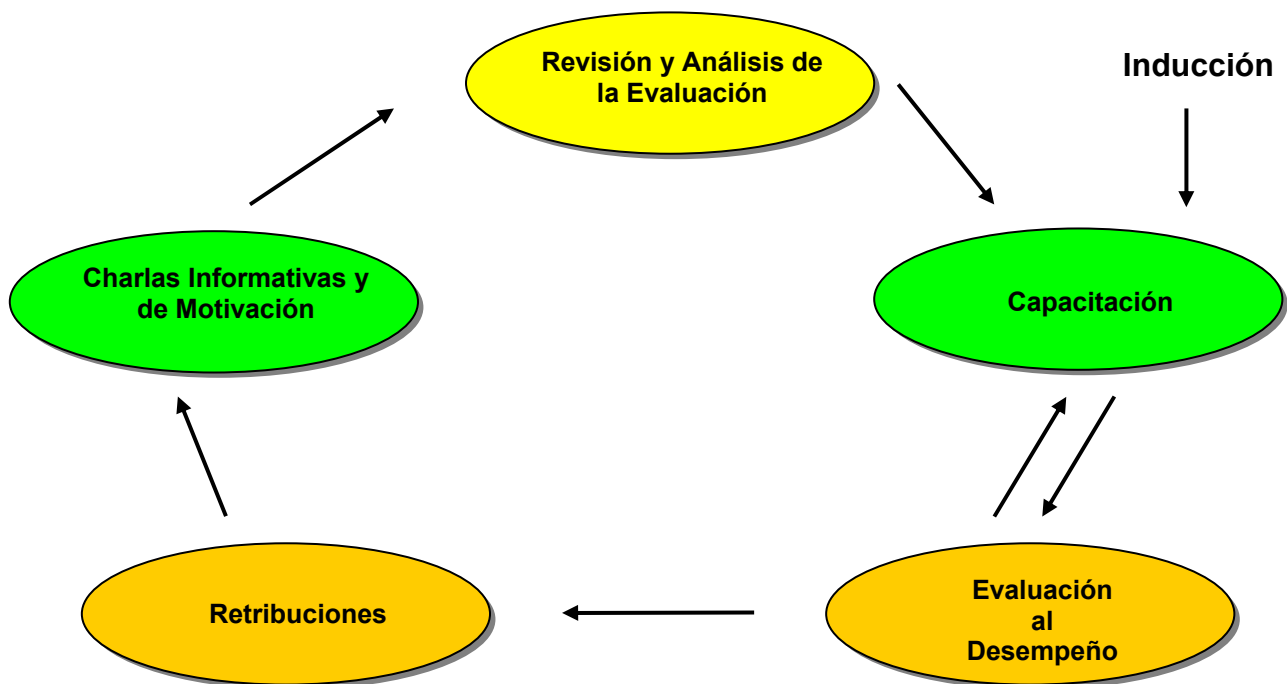 Revisión y Análisis de
la Evaluación
Inducción
Charlas Informativas y
de Motivación
Capacitación
Retribuciones
Evaluación
al
Desempeño